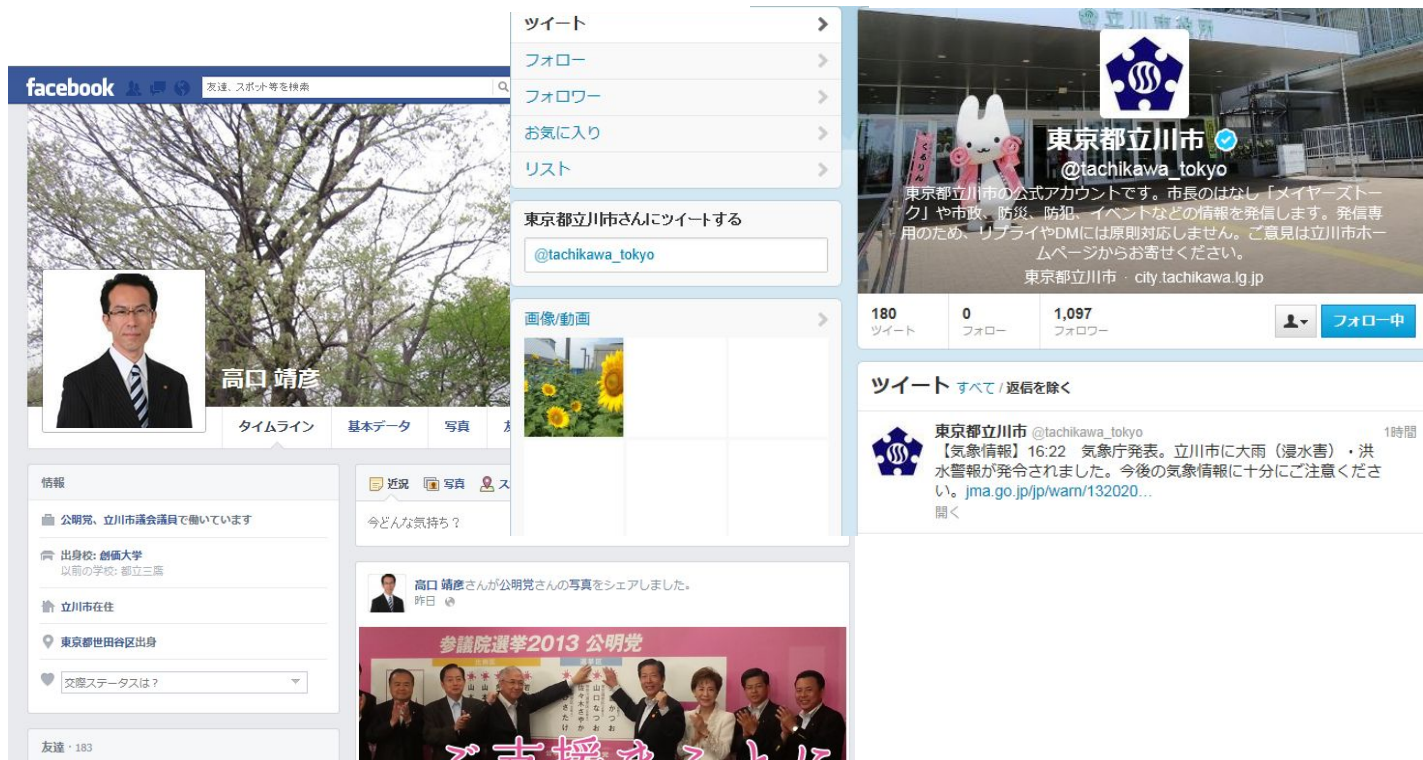 facebook
友達、スポット等を検索
高口 靖彦
タイムライン
基本データ
写真
情報
公明党、立川市議会議員で働いています
出身校: 創価大学
以前の学校: 都立三鷹
立川市在住
東京都世田谷区出身
交際ステータスは？
友達・183
近況
写真
今どんな気持ち？
高口 靖彦さんが公明党さんの写真をシェアしました。
昨日
参議院選挙2013 公明党
ツイート
フォロー
フォロワー
お気に入り
リスト
東京都立川市さんにツイートする
@tachikawa_tokyo
画像/動画
立川市役所
くるりん
東京都立川市
@tachikawa_tokyo
東京都立川市の公式アカウントです。市長のはなし「メイヤーズトー
ク」や市政、防災、防犯、イベントなどの情報を発信します。発信専
用のため、リプライやDMには原則対応しません。ご意見は立川市ホー
ムページからお寄せください。
東京都立川市 · city.tachikawa.lg.jp
180
ツイート
0
フォロー
1,097
フォロワー
フォロー中
ツイート すべて / 返信を除く
東京都立川市 @tachikawa_tokyo
1時間
【気象情報】16:22　気象庁発表。立川市に大雨（浸水害）・洪
水警報が発令されました。今後の気象情報に十分にご注意くださ
い。jma.go.jp/jp/warn/132020…
開く